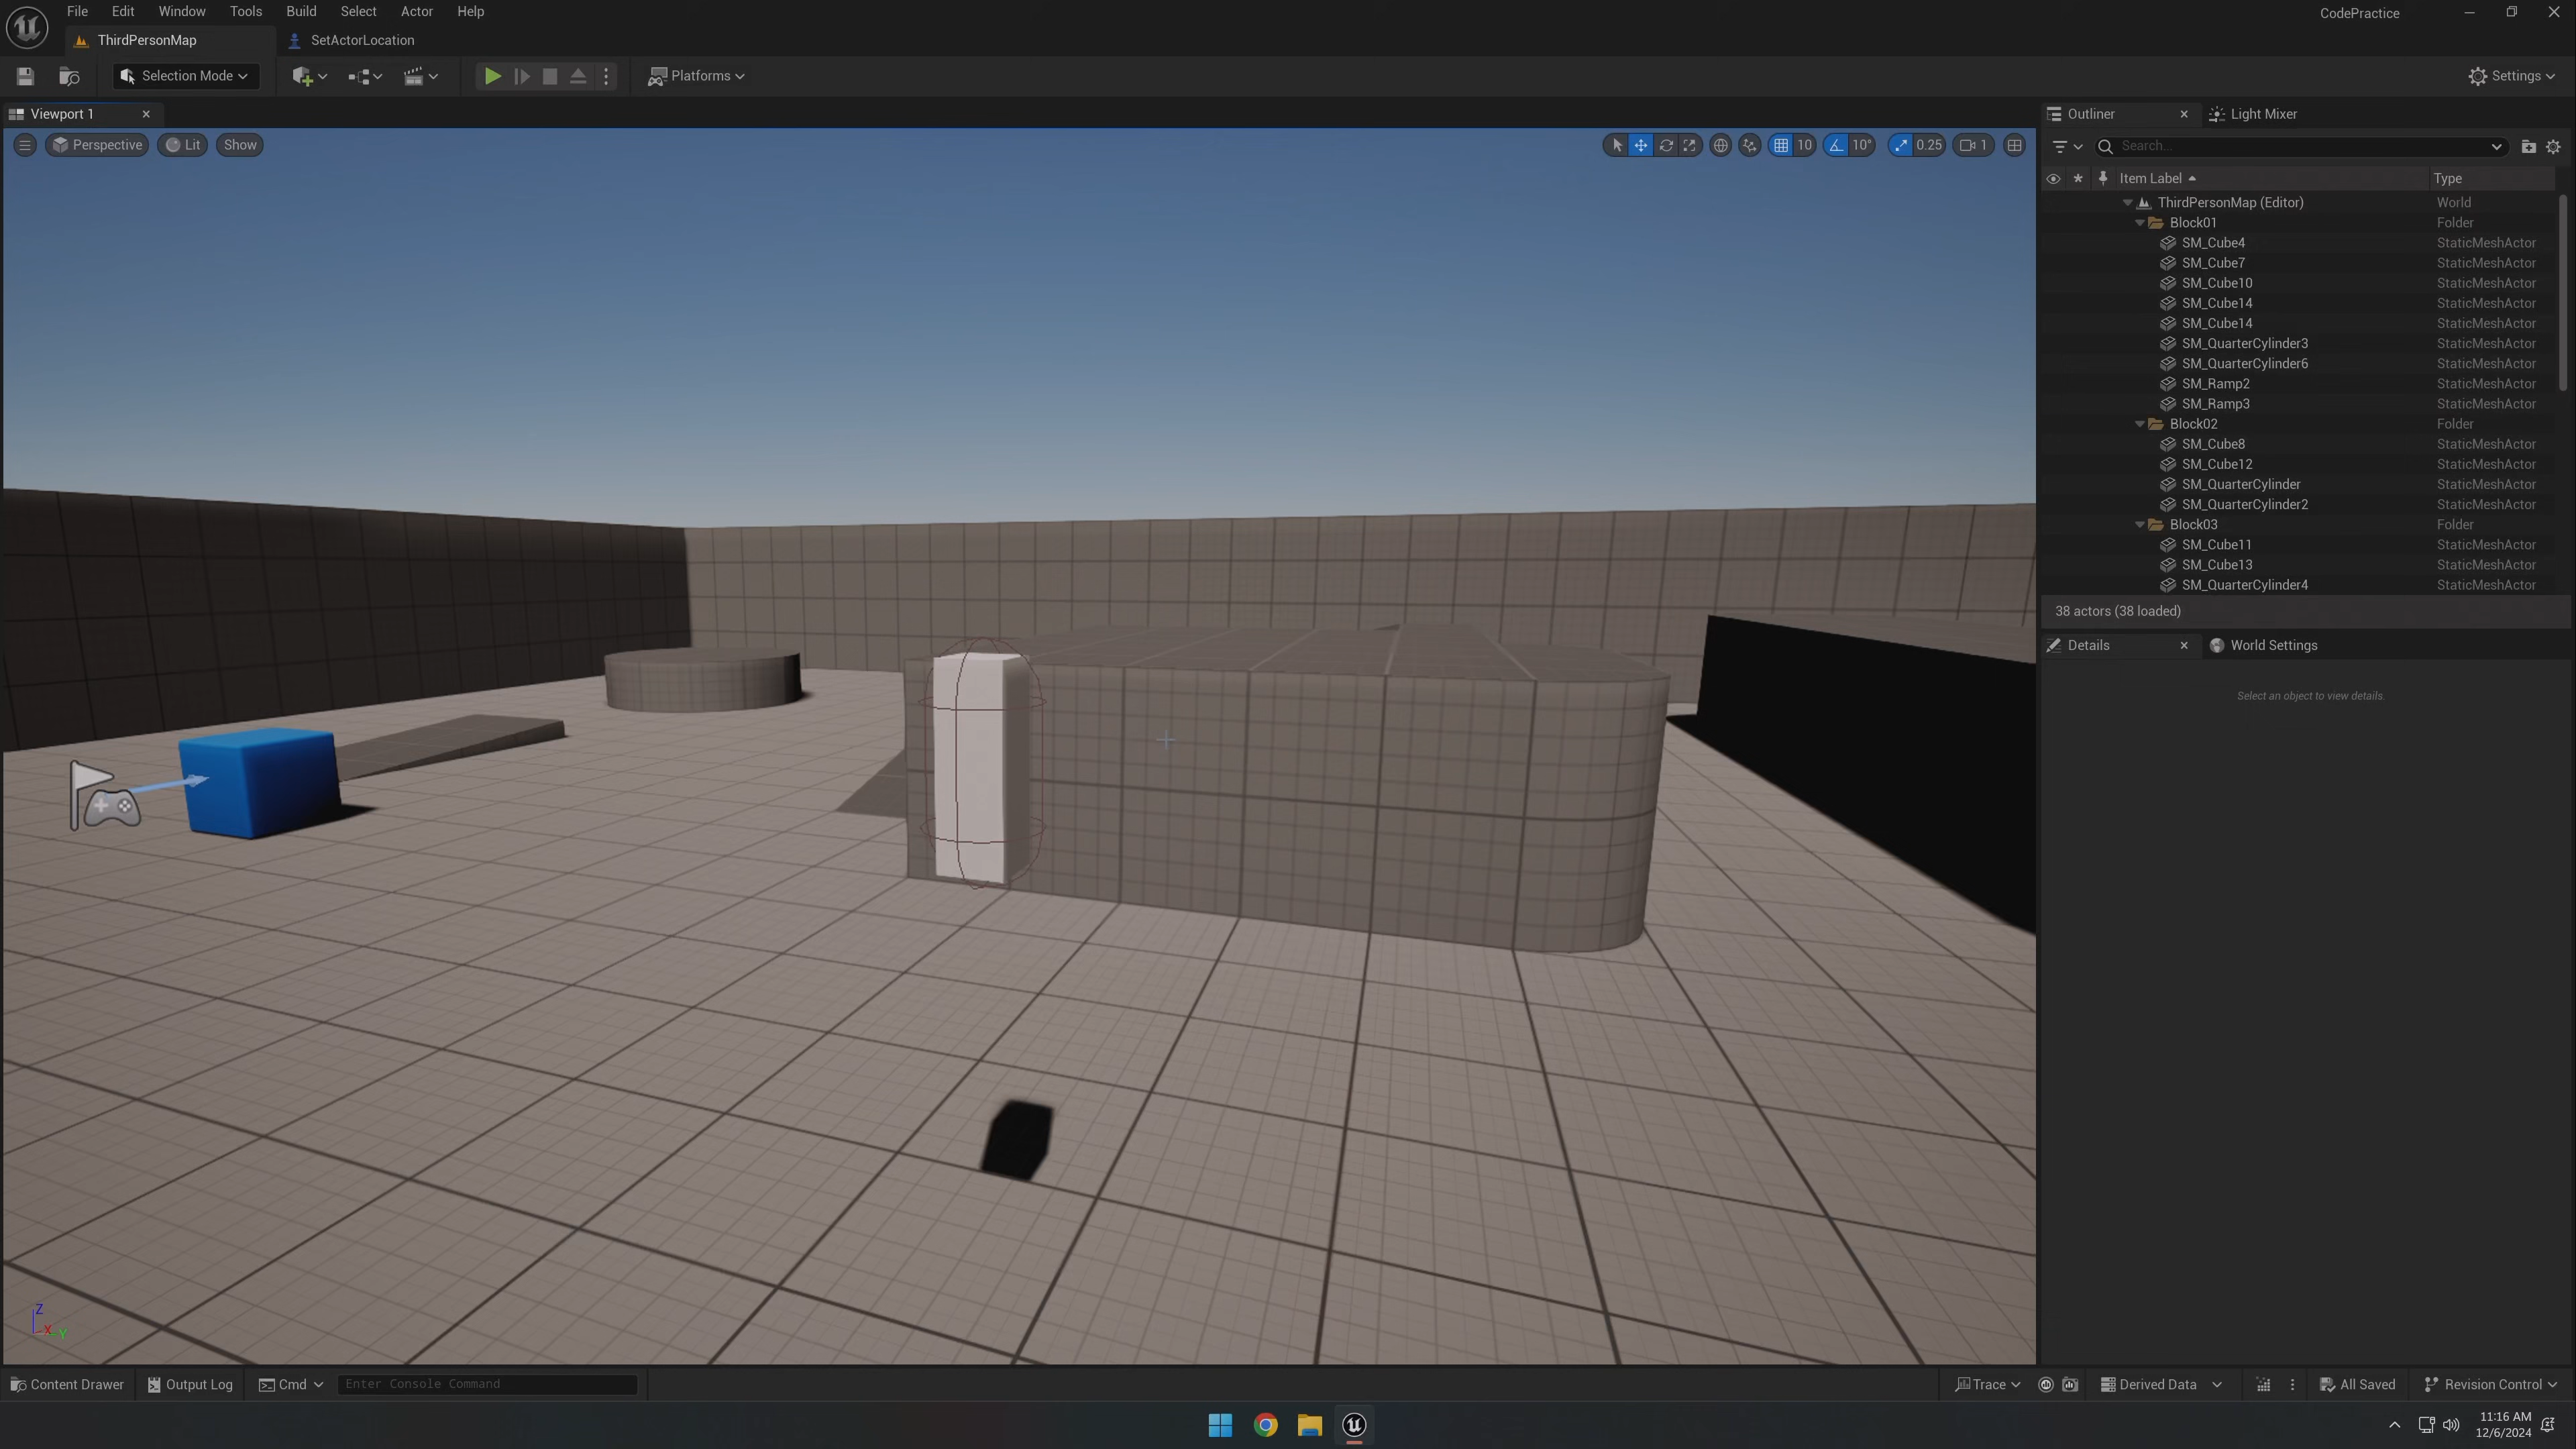 File Edit Window Tools Build Select Actor Help
CodePractice
ThirdPersonMap
SetActorLocation
Selection Mode
Platforms
Settings
Viewport 1
Outliner
Light Mixer
Perspective
Lit
Show
10
10°
0.25
1
Search...
Item Label
Type
ThirdPersonMap (Editor) World
Block01 Folder
SM_Cube4 StaticMeshActor
SM_Cube7 StaticMeshActor
SM_Cube10 StaticMeshActor
SM_Cube14 StaticMeshActor
SM_Cube14 StaticMeshActor
SM_QuarterCylinder3 StaticMeshActor
SM_QuarterCylinder6 StaticMeshActor
SM_Ramp2 StaticMeshActor
SM_Ramp3 StaticMeshActor
Block02 Folder
SM_Cube8 StaticMeshActor
SM_Cube12 StaticMeshActor
SM_QuarterCylinder StaticMeshActor
SM_QuarterCylinder2 StaticMeshActor
Block03 Folder
SM_Cube11 StaticMeshActor
SM_Cube13 StaticMeshActor
SM_QuarterCylinder4 StaticMeshActor
38 actors (38 loaded)
Details
World Settings
Select an object to view details.
Z
X
Y
Content Drawer
Output Log
Cmd
Enter Console Command
Trace
Derived Data
All Saved
Revision Control
11:16 AM
12/6/2024